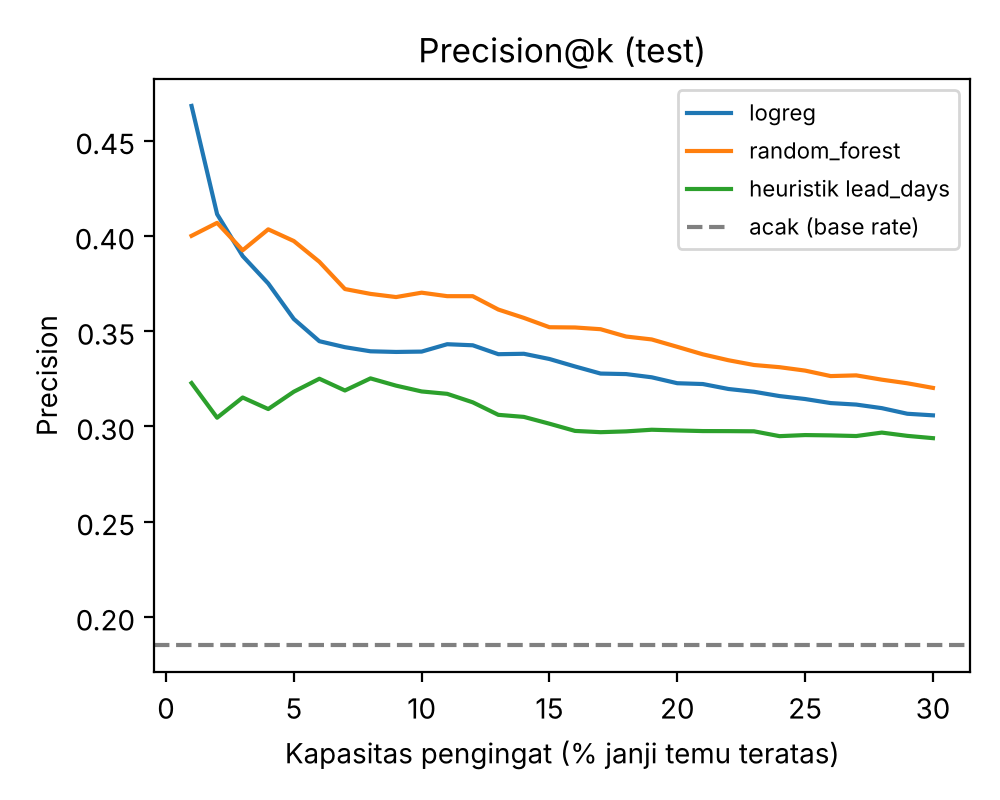 Precision@k (test)
logreg
random_forest
heuristik lead_days
acak (base rate)
Precision
0.45
0.40
0.35
0.30
0.25
0.20
0 5 10 15 20 25 30
Kapasitas pengingat (% janji temu teratas)